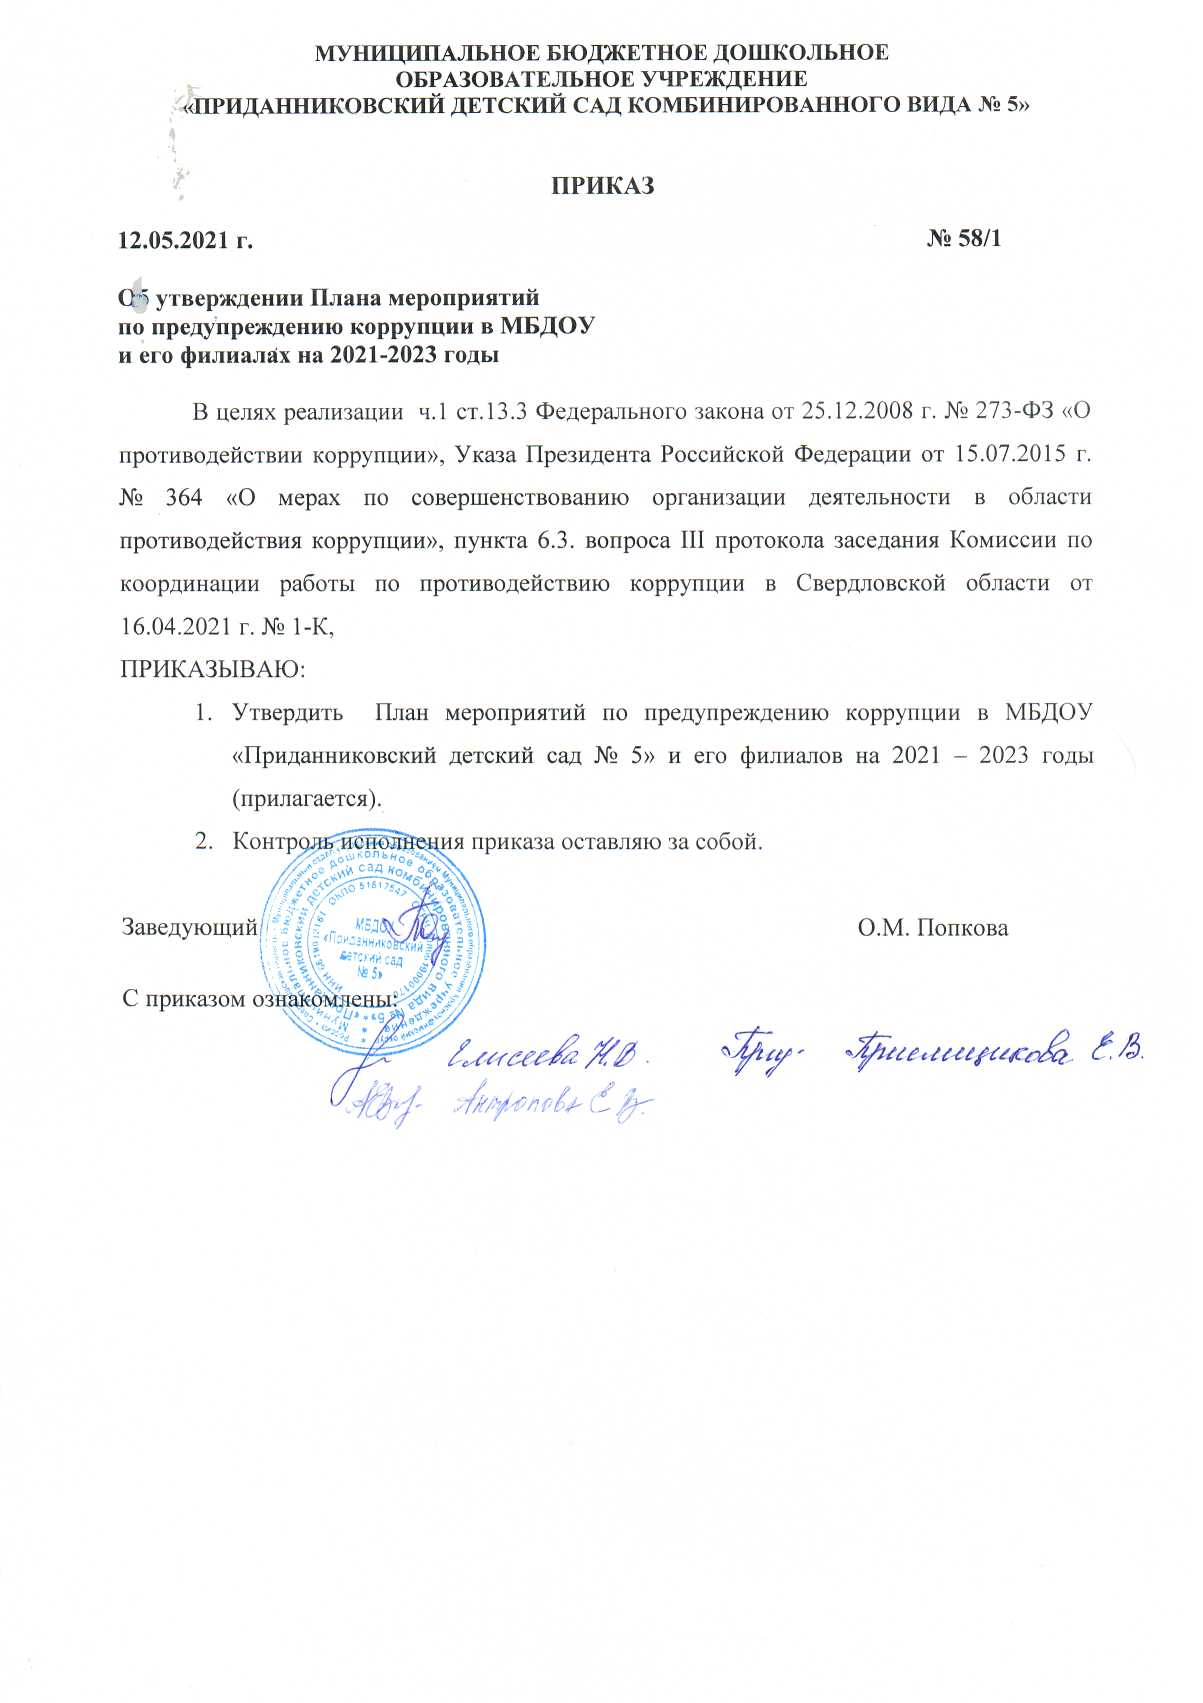 МУНИЦИПАЛЬНОЕ БЮДЖЕТНОЕ ДОШКОЛЬНОЕ
ОБРАЗОВАТЕЛЬНОЕ УЧРЕЖДЕНИЕ
«ПРИДАННИКОВСКИЙ ДЕТСКИЙ САД КОМБИНИРОВАННОГО ВИДА № 5»
ПРИКАЗ
12.05.2021 г. № 58/1
Об утверждении Плана мероприятий
по предупреждению коррупции в МБДОУ
и его филиалах на 2021-2023 годы
В целях реализации ч.1 ст.13.3 Федерального закона от 25.12.2008 г. № 273-ФЗ «О
противодействии коррупции», Указа Президента Российской Федерации от 15.07.2015 г.
№ 364 «О мерах по совершенствованию организации деятельности в области
противодействия коррупции», пункта 6.3. вопроса III протокола заседания Комиссии по
координации работы по противодействию коррупции в Свердловской области от
16.04.2021 г. № 1-К,
ПРИКАЗЫВАЮ:
1. Утвердить План мероприятий по предупреждению коррупции в МБДОУ
«Приданниковский детский сад № 5» и его филиалов на 2021 – 2023 годы
(прилагается).
2. Контроль исполнения приказа оставляю за собой.
Заведующий О.М. Попкова
МБДОУ
«Приданниковский
детский сад
№ 5»
С приказом ознакомлены:
Елисеева Н.В. Приемщикова Е.В.
Антропова Е.В.